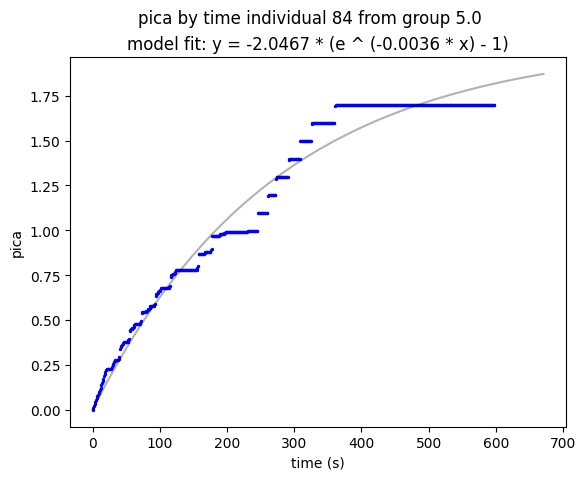 pica by time individual 84 from group 5.0
model fit: y = -2.0467 * (e ^ (-0.0036 * x) - 1)
1.75
1.50
1.25
1.00
0.75
0.50
0.25
0.00
pica
0 100 200 300 400 500 600 700
time (s)